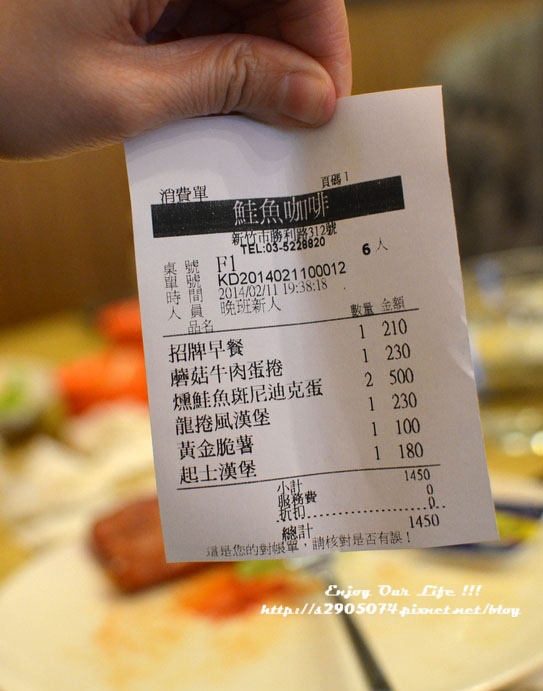 消費單 頁碼 1
鮭魚咖啡
新竹市勝利路312號
TEL:03-5228820
桌 號 F1 6 人
單 號 KD2014021100012
時 間 2014/02/11 19:38:18
人 員 晚班新人
品名 數量 金額
招牌早餐 1 210
蘑菇牛肉蛋捲 1 230
燻鮭魚班尼迪克蛋 2 500
龍捲風漢堡 1 230
黃金脆薯 1 100
起士漢堡 1 180
小計 1450
服務費 0
折扣 0
總計 1450
這是您的對帳單，請核對是否有誤！
Enjoy Our Life !!!
http://s2905074.pixnet.net/blog